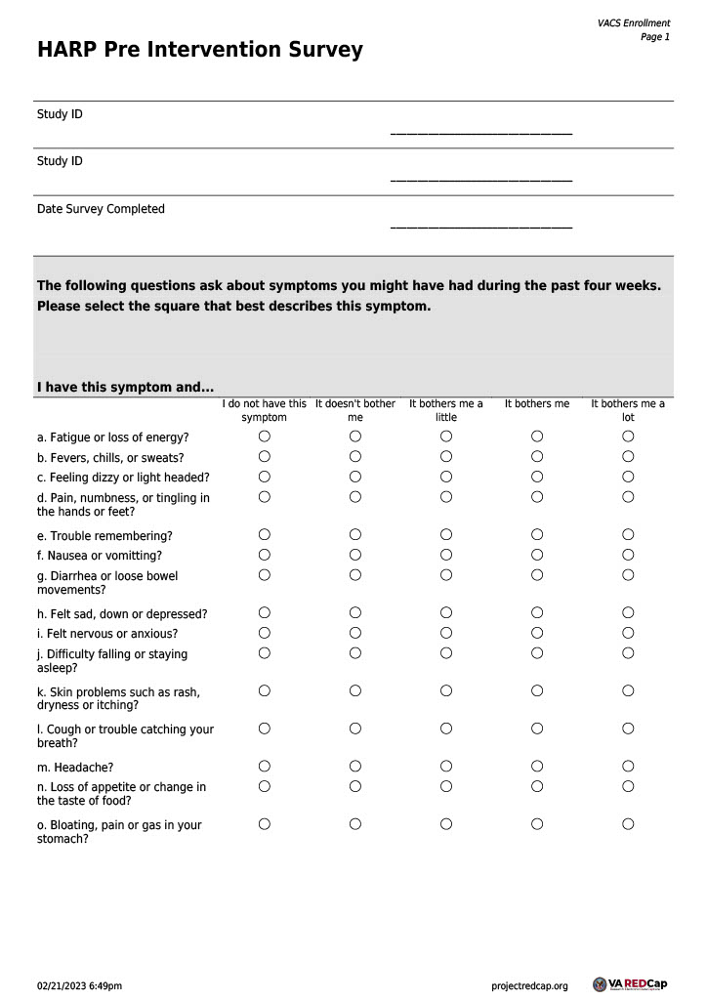 VACS Enrollment
Page 1
HARP Pre Intervention Survey
Study ID
Study ID
Date Survey Completed
The following questions ask about symptoms you might have had during the past four weeks.
Please select the square that best describes this symptom.
I have this symptom and...
I do not have this symptom
It doesn't bother me
It bothers me a little
It bothers me
It bothers me a lot
a. Fatigue or loss of energy?
b. Fevers, chills, or sweats?
c. Feeling dizzy or light headed?
d. Pain, numbness, or tingling in
the hands or feet?
e. Trouble remembering?
f. Nausea or vomitting?
g. Diarrhea or loose bowel
movements?
h. Felt sad, down or depressed?
i. Felt nervous or anxious?
j. Difficulty falling or staying
asleep?
k. Skin problems such as rash,
dryness or itching?
l. Cough or trouble catching your
breath?
m. Headache?
n. Loss of appetite or change in
the taste of food?
o. Bloating, pain or gas in your
stomach?
02/21/2023 6:49pm
projectredcap.org
VA REDCap